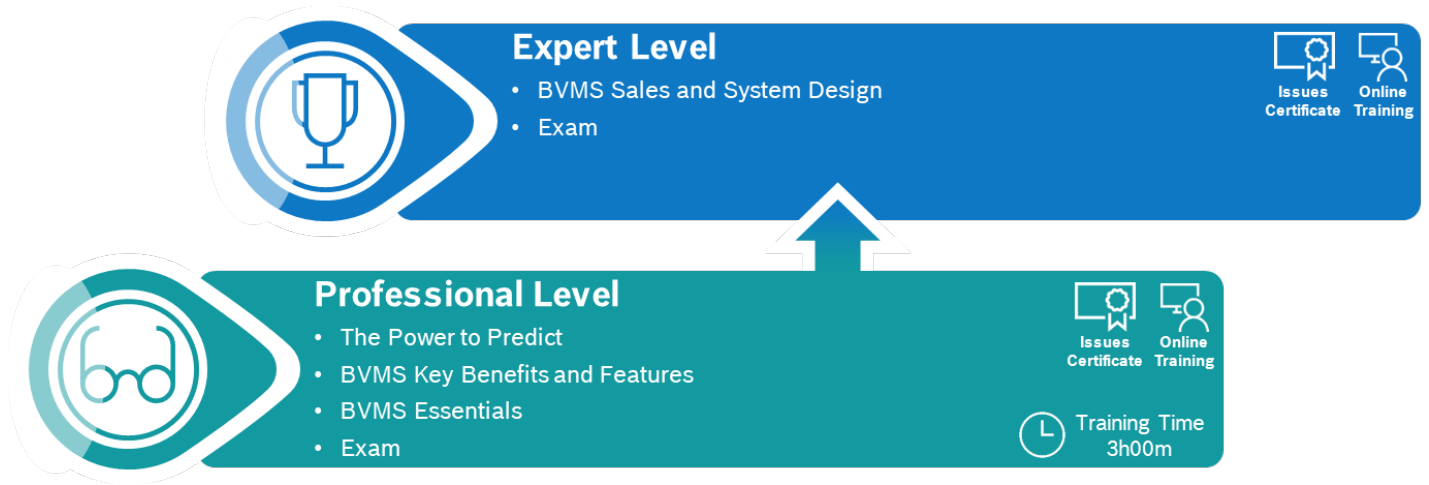 Expert Level
• BVMS Sales and System Design
• Exam
Issues
Certificate
Online
Training
Professional Level
• The Power to Predict
• BVMS Key Benefits and Features
• BVMS Essentials
• Exam
Issues
Certificate
Online
Training
Training Time
3h00m